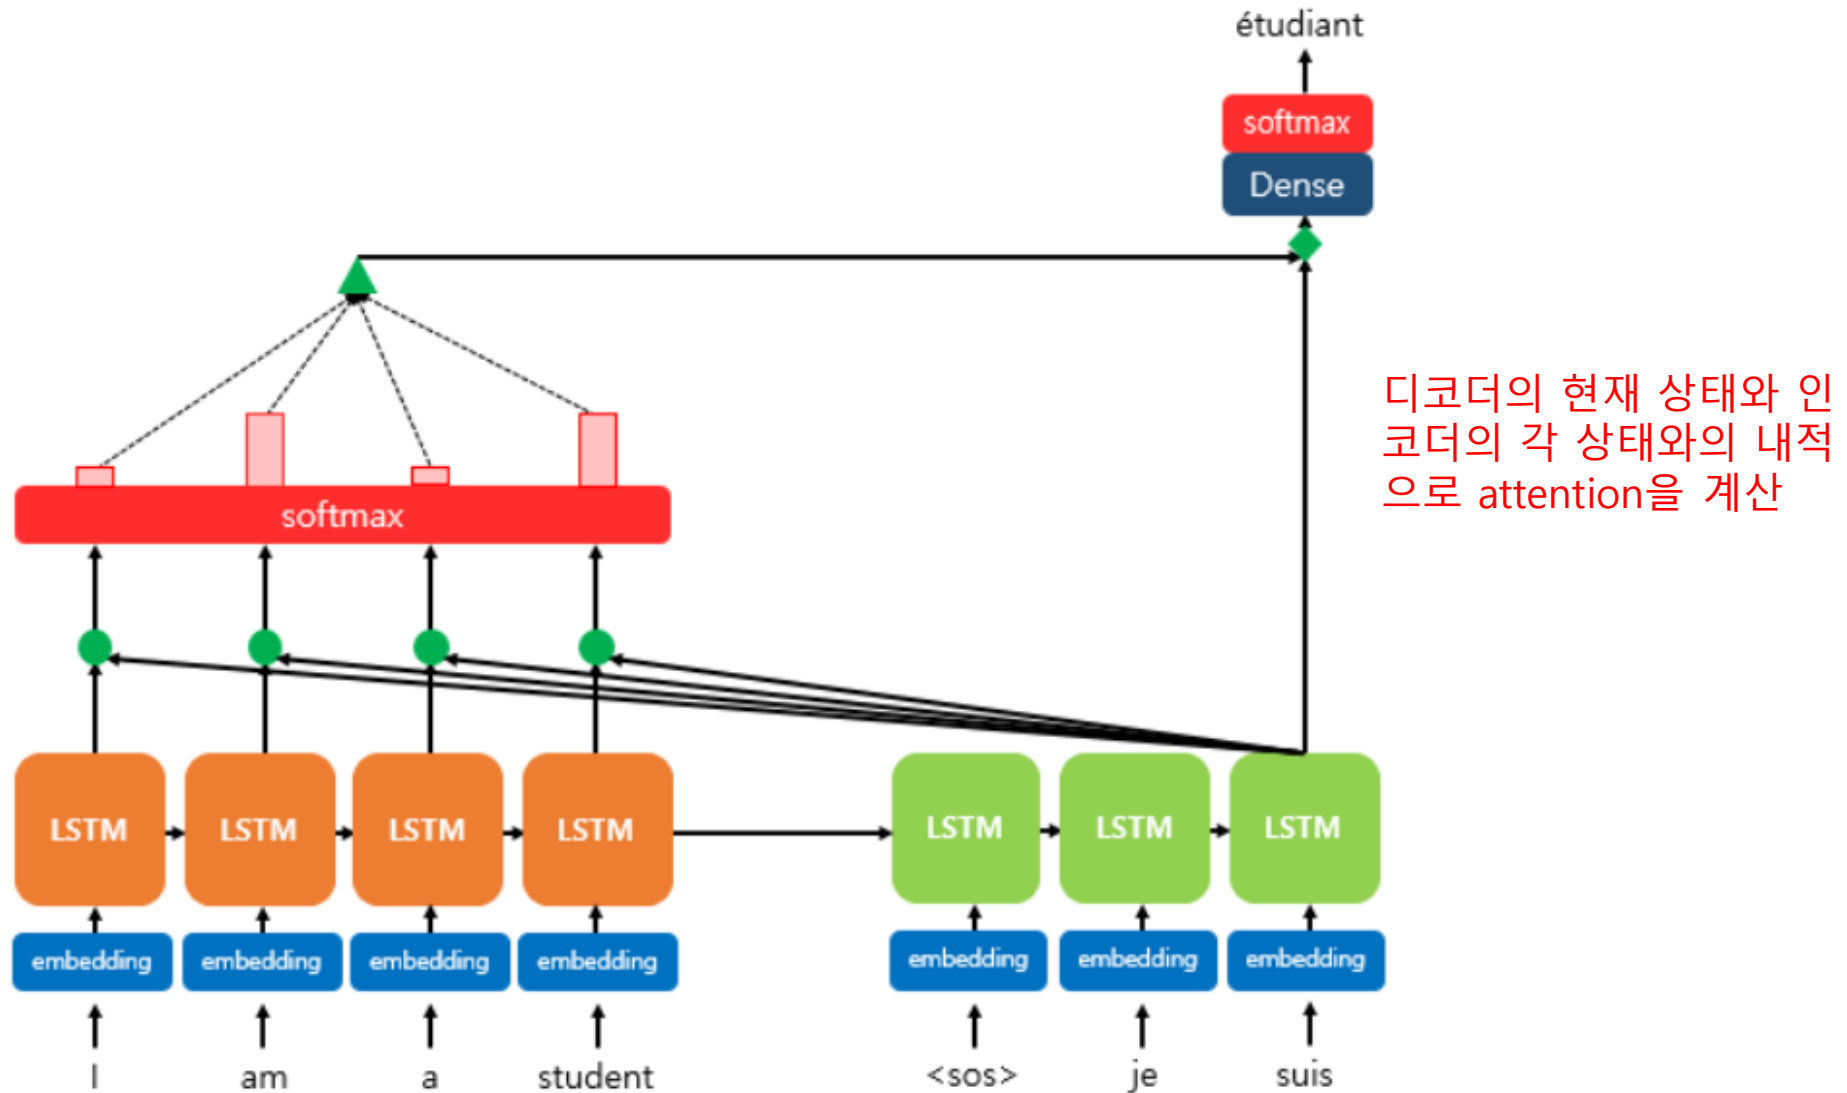 étudiant
softmax
Dense
디코더의 현재 상태와 인
코더의 각 상태와의 내적
으로 attention을 계산
softmax
LSTM LSTM LSTM LSTM LSTM LSTM LSTM
embedding embedding embedding embedding embedding embedding embedding
I am a student <sos> je suis